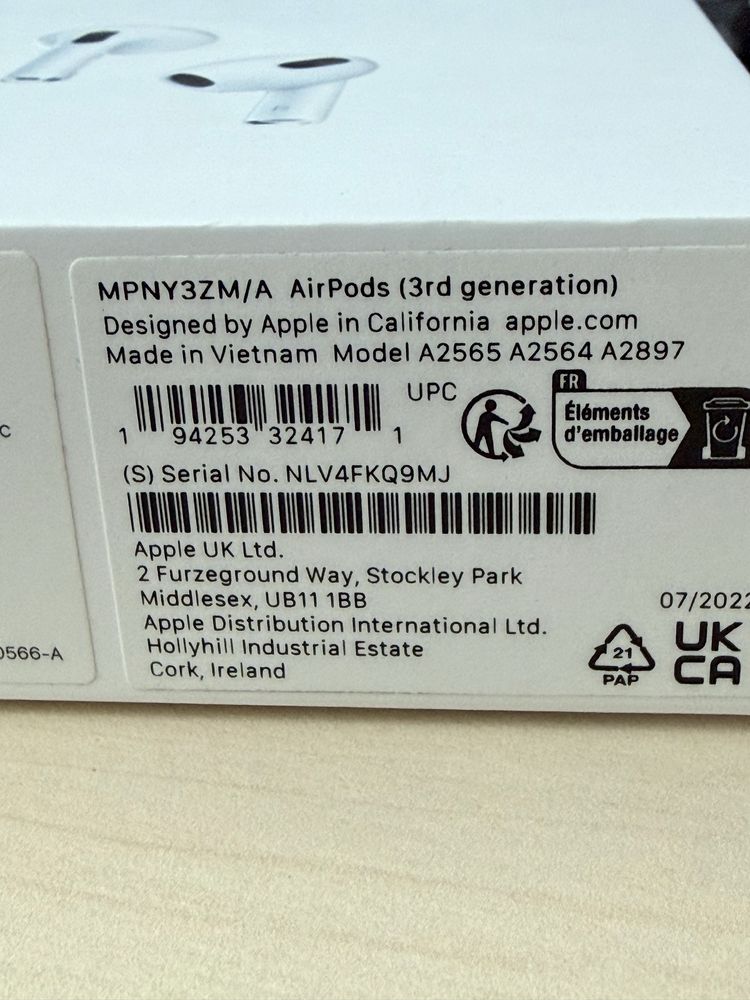 MPNY3ZM/A AirPods (3rd generation)
Designed by Apple in California apple.com
Made in Vietnam Model A2565 A2564 A2897
UPC
1 94253 32417 1
FR
Éléments
d'emballage
(S) Serial No. NLV4FKQ9MJ
Apple UK Ltd.
2 Furzeground Way, Stockley Park
Middlesex, UB11 1BB
Apple Distribution International Ltd.
Hollyhill Industrial Estate
Cork, Ireland
07/2022
21
PAP
UK
CA
c
0566-A